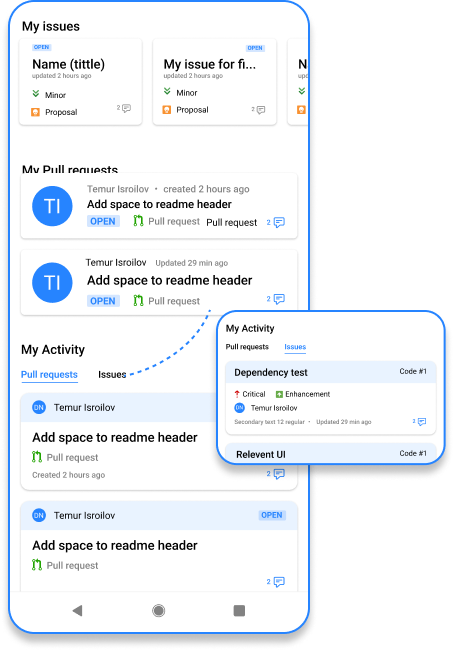 My issues
OPEN
Name (tittle)
updated 2 hours ago
Minor
Proposal
2
OPEN
My issue for fi...
updated 2 hours ago
Minor
Proposal
2
N
up
My Pull requests
TI
Temur Isroilov • created 2 hours ago
Add space to readme header
OPEN Pull request Pull request 2
TI
Temur Isroilov Updated 29 min ago
Add space to readme header
OPEN Pull request 2
My Activity
Pull requests Issues
DN Temur Isroilov
Add space to readme header
Pull request
Created 2 hours ago 2
DN Temur Isroilov OPEN
Add space to readme header
Pull request
2
My Activity
Pull requests Issues
Dependency test Code #1
Critical Enhancement
DN Temur Isroilov
Secondary text 12 regular • Updated 29 min ago 2
Relevent UI Code #1